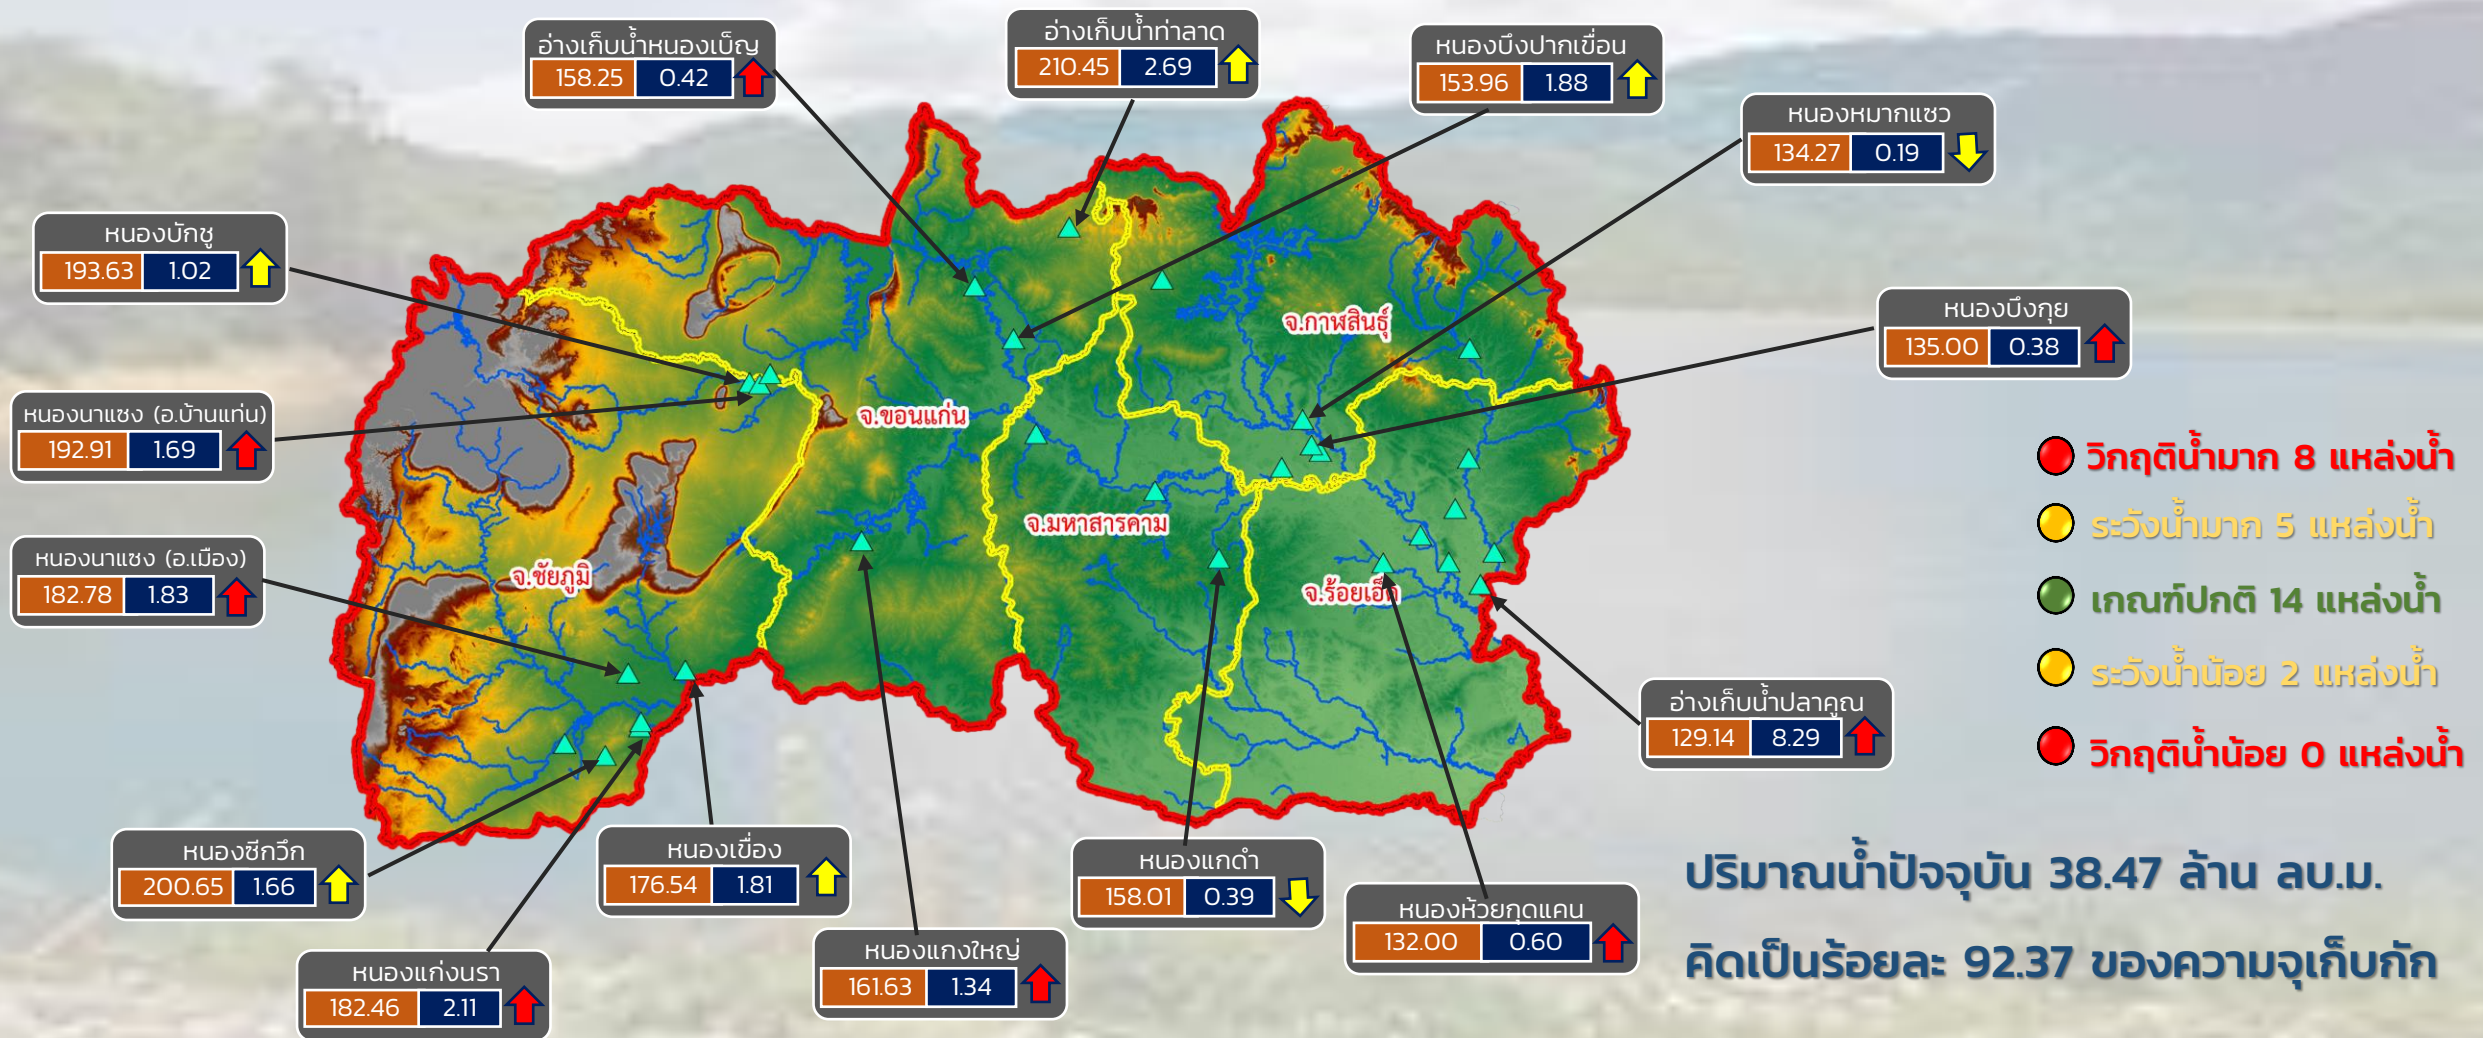 อ่างเก็บน้ำหนองเบ็ญ
158.25 0.42
อ่างเก็บน้ำท่าลาด
210.45 2.69
หนองบึงปากเขื่อน
153.96 1.88
หนองหมากแซว
134.27 0.19
หนองบักชู
193.63 1.02
หนองบึงกุย
135.00 0.38
หนองนาแซง (อ.บ้านแท่น)
192.91 1.69
หนองนาแซง (อ.เมือง)
182.78 1.83
จ.กาฬสินธุ์
จ.ขอนแก่น
จ.มหาสารคาม
จ.ชัยภูมิ
จ.ร้อยเอ็ด
วิกฤติน้ำมาก 8 แหล่งน้ำ
ระวังน้ำมาก 5 แหล่งน้ำ
เกณฑ์ปกติ 14 แหล่งน้ำ
ระวังน้ำน้อย 2 แหล่งน้ำ
วิกฤติน้ำน้อย 0 แหล่งน้ำ
อ่างเก็บน้ำปลาคูณ
129.14 8.29
หนองซีกวึก
200.65 1.66
หนองเขื่อง
176.54 1.81
หนองแกดำ
158.01 0.39
หนองห้วยกุดแคน
132.00 0.60
หนองแก่งนรา
182.46 2.11
หนองแกงใหญ่
161.63 1.34
ปริมาณน้ำปัจจุบัน 38.47 ล้าน ลบ.ม.
คิดเป็นร้อยละ 92.37 ของความจุเก็บกัก